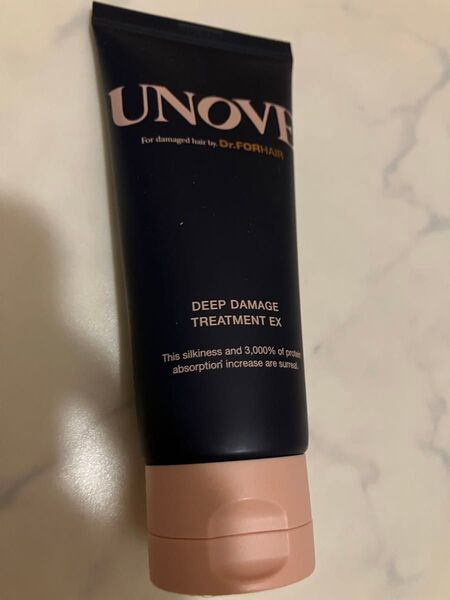 UNOVE
For damaged hair by. Dr.FORHAIR
DEEP DAMAGE
TREATMENT EX
This silkiness and 3,000% of protein
absorption* increase are surreal.